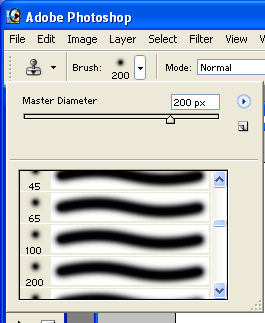 Adobe Photoshop
File Edit Image Layer Select Filter View
Brush: 200 Mode: Normal
Master Diameter 200 px
45
65
100
200